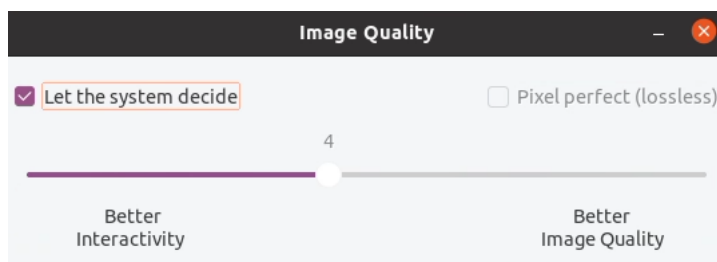 Image Quality
Let the system decide
Pixel perfect (lossless)
4
Better
Interactivity
Better
Image Quality